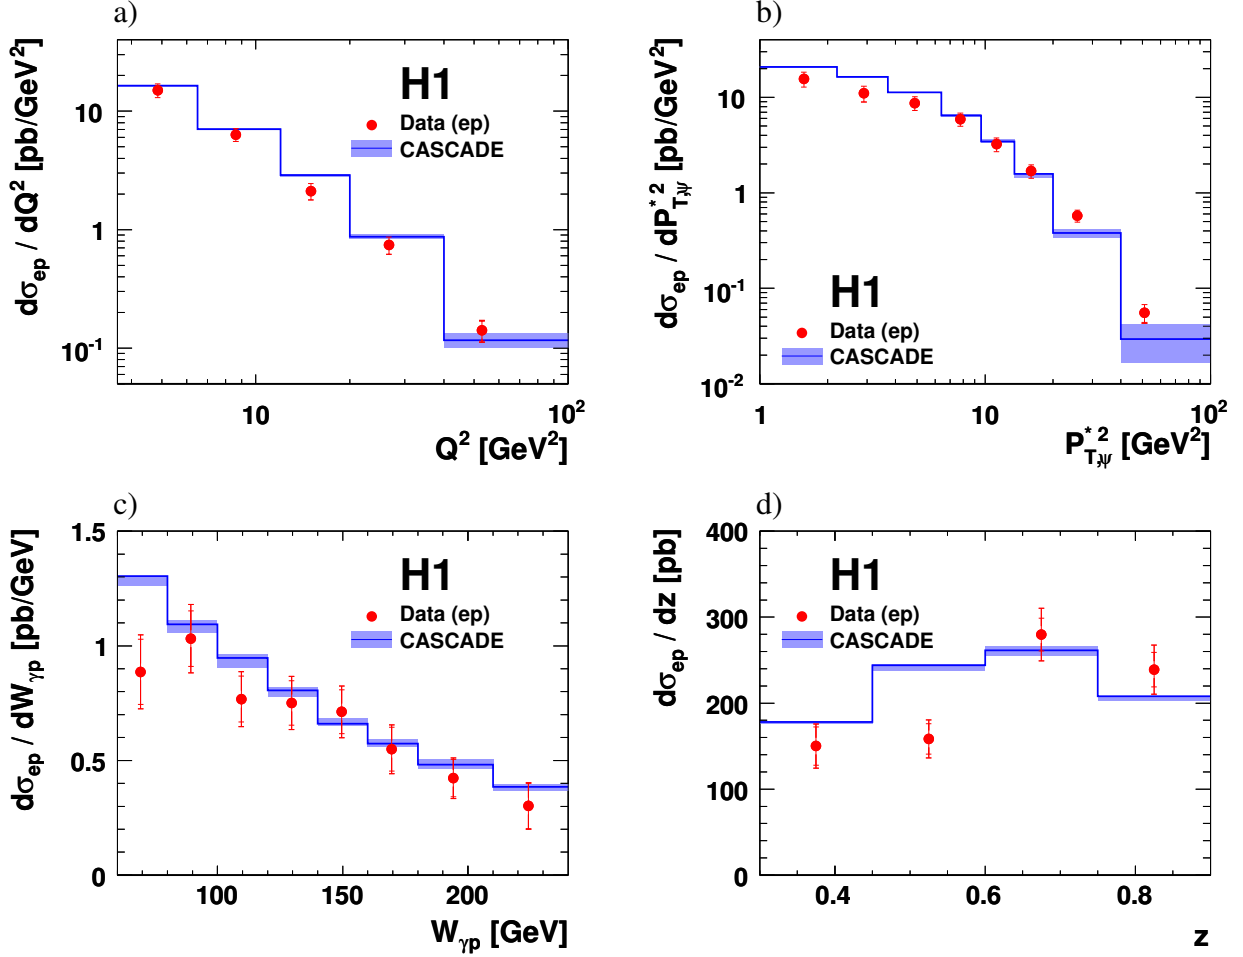 a)
dσep / dQ² [pb/GeV²]
10
1
10⁻¹
H1
Data (ep)
CASCADE
10
10²
Q² [GeV²]
b)
dσep / dP*²T,ψ [pb/GeV²]
10
1
10⁻¹
10⁻²
H1
Data (ep)
CASCADE
1
10
10²
P*²T,ψ [GeV²]
c)
dσep / dWγp [pb/GeV]
1.5
1
0.5
0
H1
Data (ep)
CASCADE
100
150
200
Wγp [GeV]
d)
dσep / dz [pb]
400
300
200
100
0
H1
Data (ep)
CASCADE
0.4
0.6
0.8
z